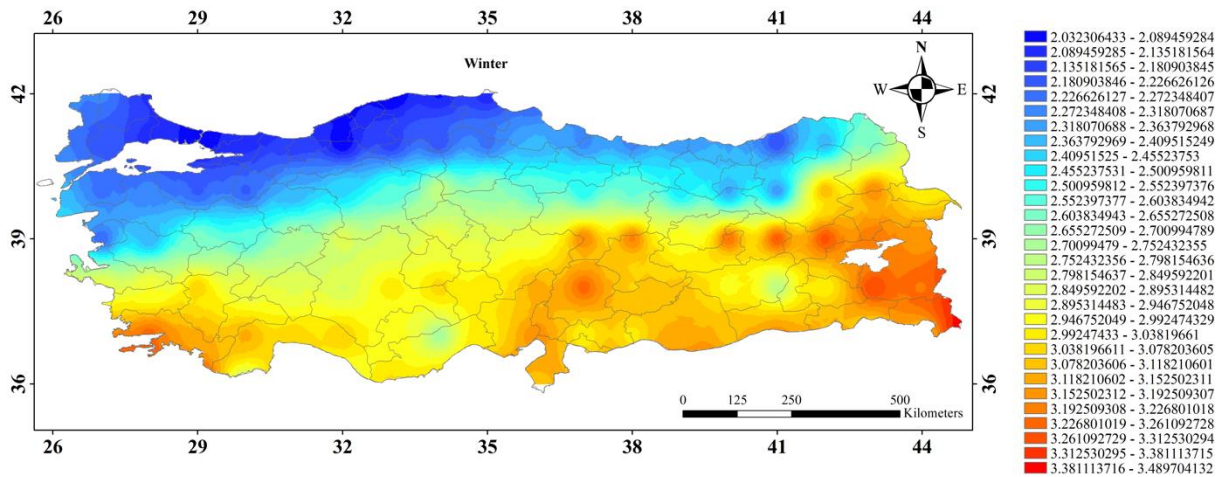 26 29 32 35 38 41 44
Winter
N
W E
S
42 42
39 39
36 36
0 125 250 500
Kilometers
26 29 32 35 38 41 44
2.032306433 - 2.089459284
2.089459285 - 2.135181564
2.135181565 - 2.180903845
2.180903846 - 2.226626126
2.226626127 - 2.272348407
2.272348408 - 2.318070687
2.318070688 - 2.363792968
2.363792969 - 2.409515249
2.40951525 - 2.45523753
2.455237531 - 2.500959811
2.500959812 - 2.552397376
2.552397377 - 2.603834942
2.603834943 - 2.655272508
2.655272509 - 2.700994789
2.70099479 - 2.752432355
2.752432356 - 2.798154636
2.798154637 - 2.849592201
2.849592202 - 2.895314482
2.895314483 - 2.946752048
2.946752049 - 2.992474329
2.99247433 - 3.03819661
3.038196611 - 3.078203605
3.078203606 - 3.118210601
3.118210602 - 3.152502311
3.152502312 - 3.192509307
3.192509308 - 3.226801018
3.226801019 - 3.261092728
3.261092729 - 3.312530294
3.312530295 - 3.381113715
3.381113716 - 3.489704132